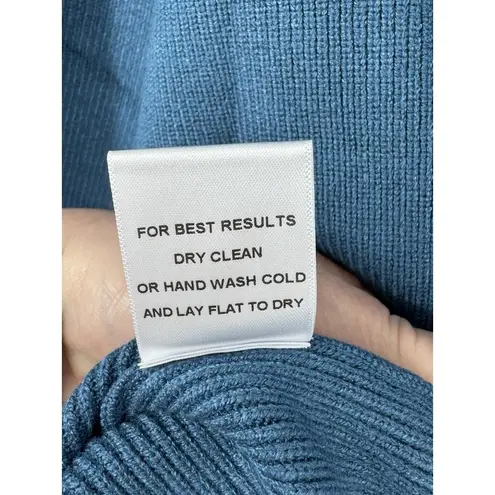 FOR BEST RESULTS
DRY CLEAN
OR HAND WASH COLD
AND LAY FLAT TO DRY